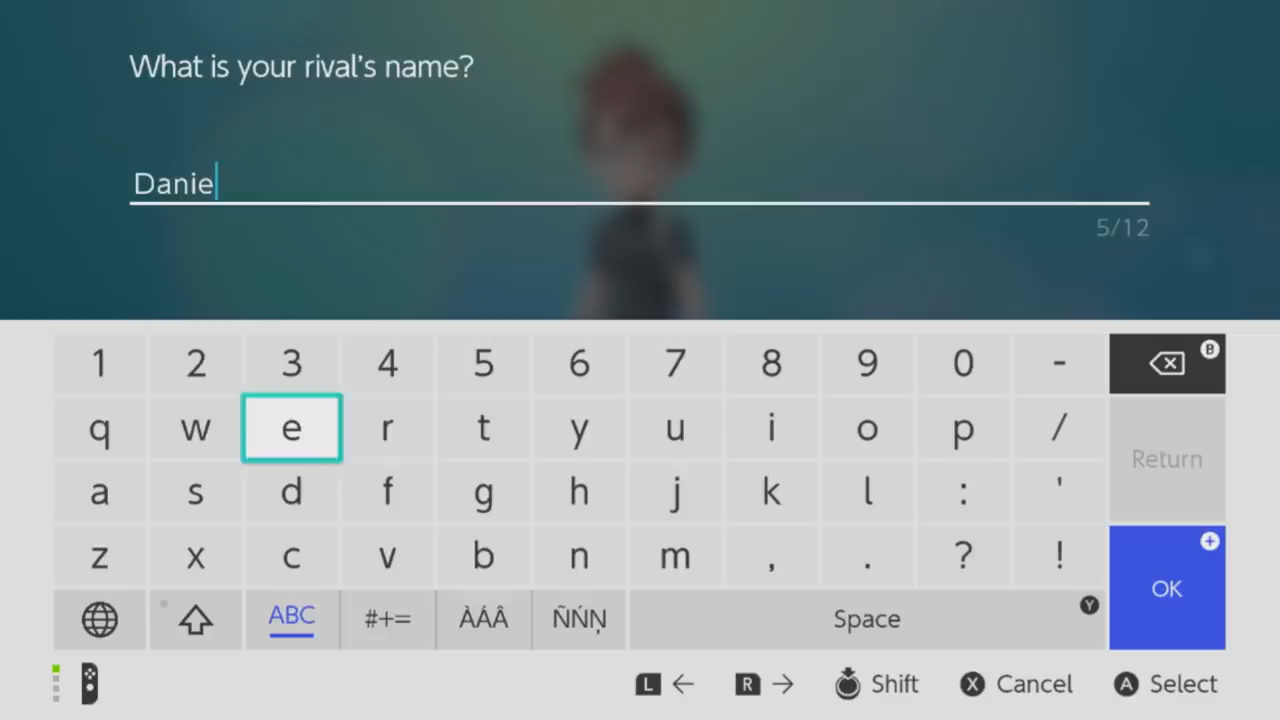 What is your rival's name?
Danie
5/12
1 2 3 4 5 6 7 8 9 0 - B
q w e r t y u i o p / Return
a s d f g h j k l : '
z x c v b n m , . ? ! + OK
ABC #+= ÀÁÂ ÑŃŅ Space Y
L ← R → Shift X Cancel A Select